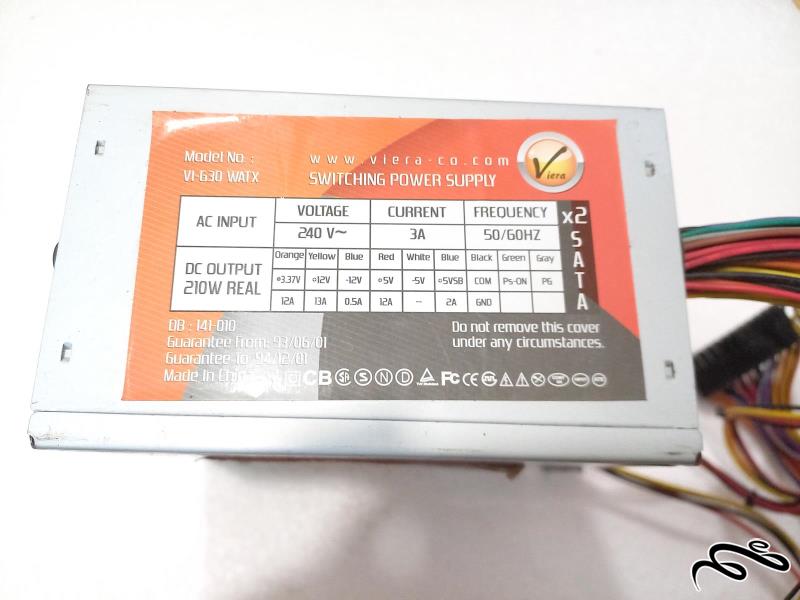 Model No :
VI-630 WATX
www.viera-co.com
SWITCHING POWER SUPPLY
Viera
AC INPUT VOLTAGE CURRENT FREQUENCY
240 V~ 3A 50/60HZ
x2 SATA
DC OUTPUT
210W REAL
Orange Yellow Blue Red White Blue Black Green Gray
+3.37V +12V -12V +5V -5V +5VSB COM Ps-ON PG
12A 13A 0.5A 12A -- 2A GND
DB : 141-010
Guarantee From: 93/06/01
Guarantee To: 94/12/01
Made In China
Do not remove this cover
under any circumstances.
CB N D FC CE